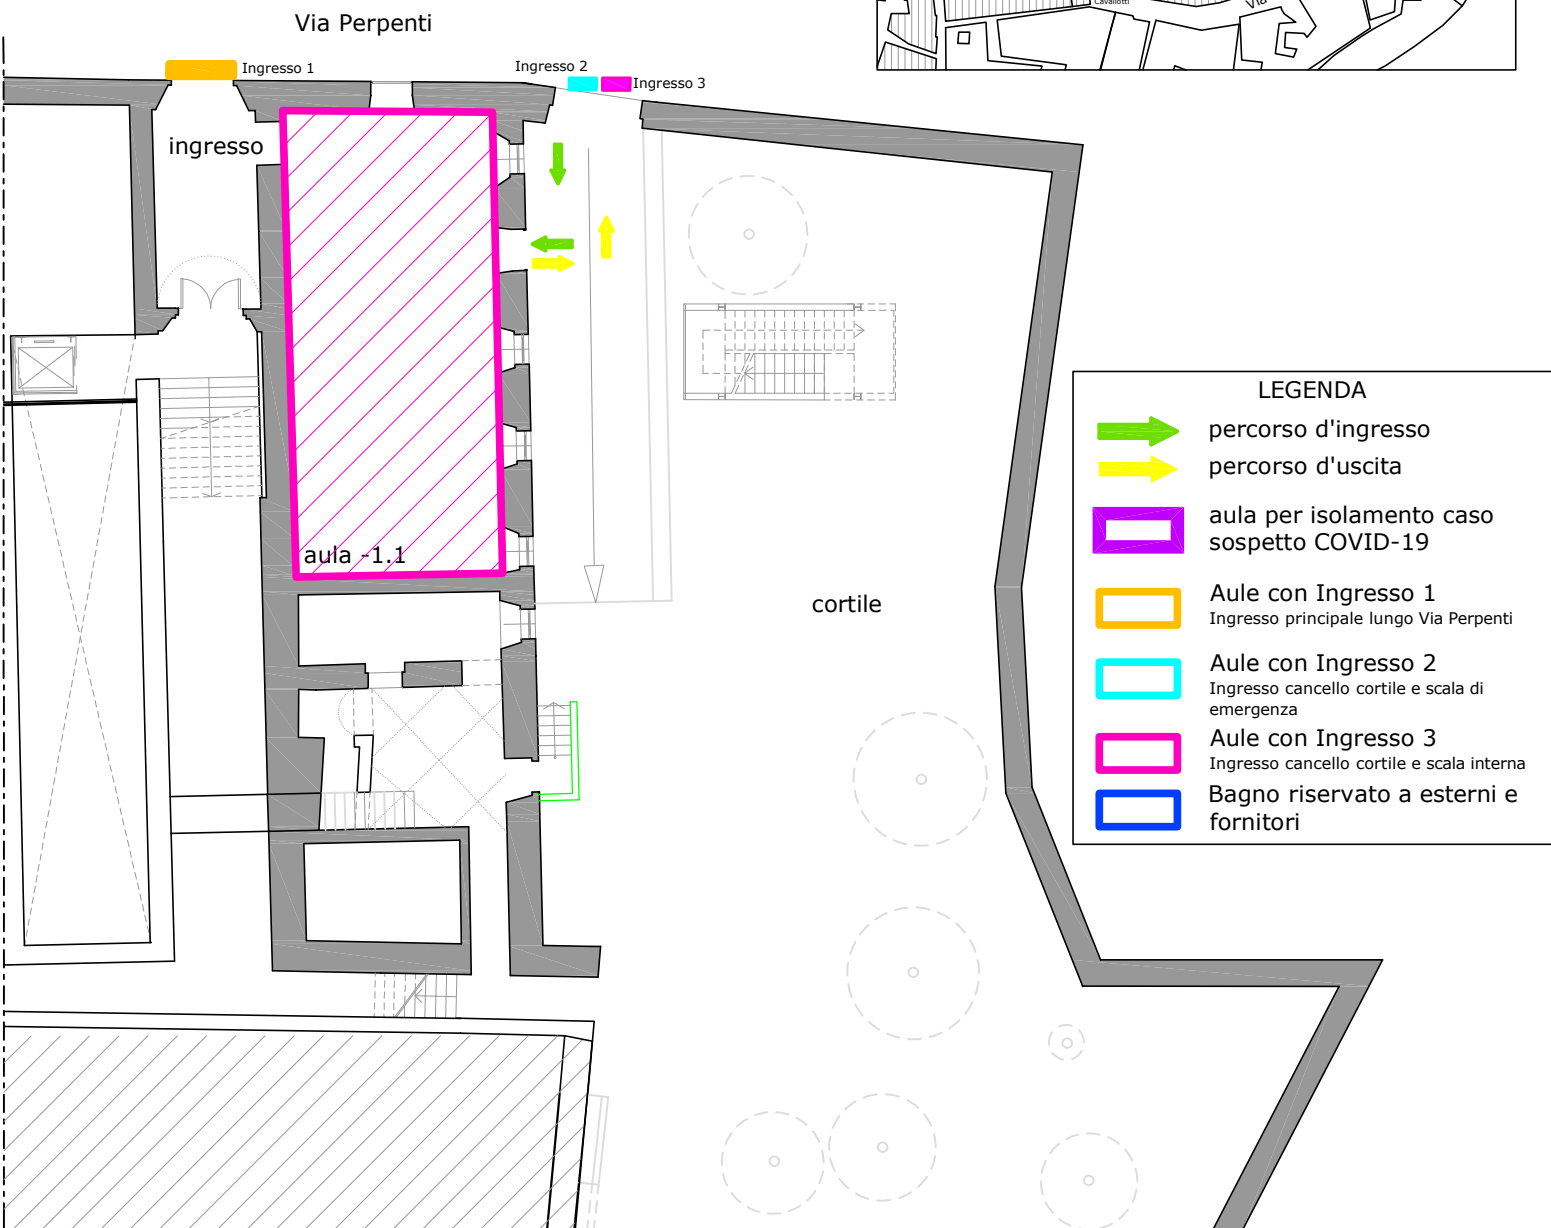 Via Perpenti
Cavallotti
Via
Ingresso 1
Ingresso 2
Ingresso 3
ingresso
aula -1.1
cortile
LEGENDA
percorso d'ingresso
percorso d'uscita
aula per isolamento caso
sospetto COVID-19
Aule con Ingresso 1
Ingresso principale lungo Via Perpenti
Aule con Ingresso 2
Ingresso cancello cortile e scala di
emergenza
Aule con Ingresso 3
Ingresso cancello cortile e scala interna
Bagno riservato a esterni e
fornitori